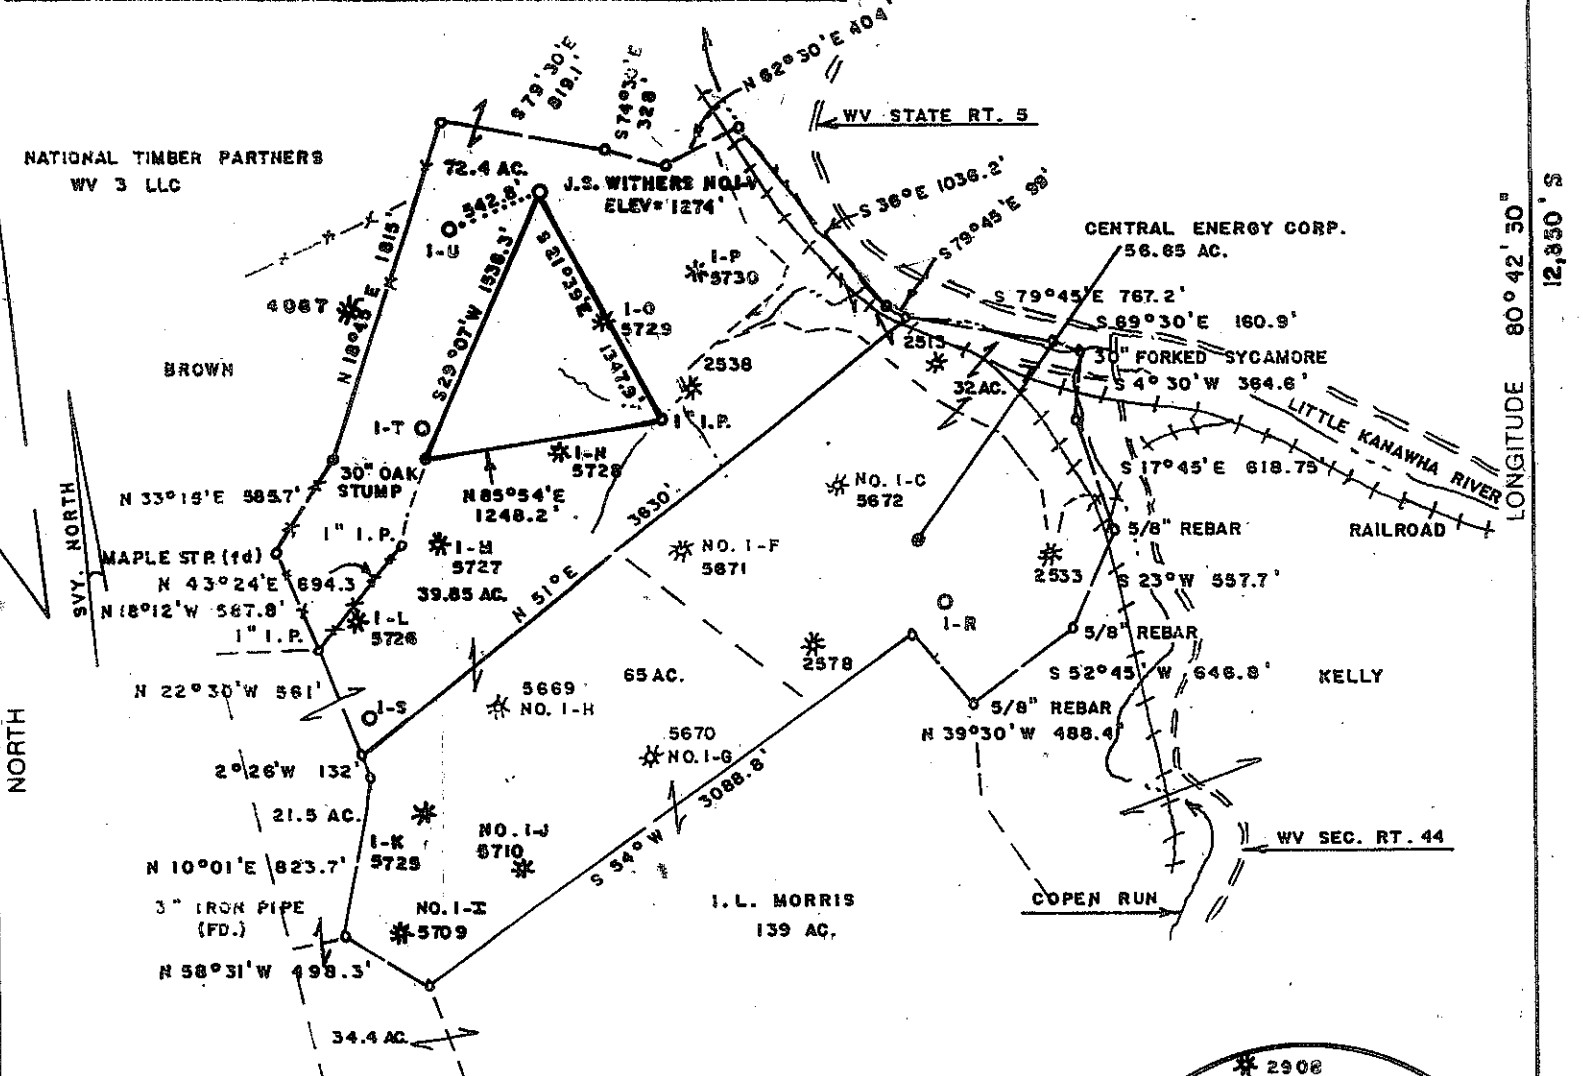 S 79°30'E
819.1'
S 74°30'E
328'
N 62°30'E 404'
WV STATE RT. 5
NATIONAL TIMBER PARTNERS
WV 3 LLC
72.4 AC.
J.S. WITHERS NO.1-V
ELEV= 1274'
542.8'
1-U
S 36°E 1036.2'
S 79°45'E 99'
CENTRAL ENERGY CORP.
56.65 AC.
LONGITUDE 80°42'30"
12,850' S
1-P
5730
N 18°45'E 1815'
S29°07'W 1536.3'
S 21°39'E
1347.9'
4087
1-O
5729
S 79°45'E 767.2'
S 69°30'E 160.9'
BROWN
2538
2513
30" FORKED SYCAMORE
32 AC.
S 4°30'W 364.6'
1-T
1" I.P.
LITTLE KANAWHA RIVER
30" OAK
STUMP
1-N
5728
N 33°15'E 585.7'
N85°54'E
1248.2'
3630'
N 51°E
NO. 1-C
5672
S 17°45'E 618.75'
RAILROAD
5/8" REBAR
SVY. NORTH
1" I.P.
MAPLE STP. (fd)
1-M
5727
NO. 1-F
5671
2533
N 43°24'E 694.3
39.85 AC.
S 23°W 557.7'
N 18°12'W 567.8'
1-L
5726
1-R
1" I.P.
2578
5/8" REBAR
N 22°30'W 561'
5669
NO. 1-H
65 AC.
S 52°45'W 646.8'
KELLY
1-S
5/8" REBAR
N 39°30'W 488.4'
NORTH
5670
NO. 1-G
2°26'W 132'
3088.8'
S 54°W
21.5 AC.
1-K
5725
NO. 1-J
5710
WV SEC. RT. 44
N 10°01'E 823.7'
3" IRON PIPE
(FD.)
NO. 1-I
5709
I.L. MORRIS
139 AC.
COPEN RUN
N 58°31'W 498.3'
34.4 AC.
2908